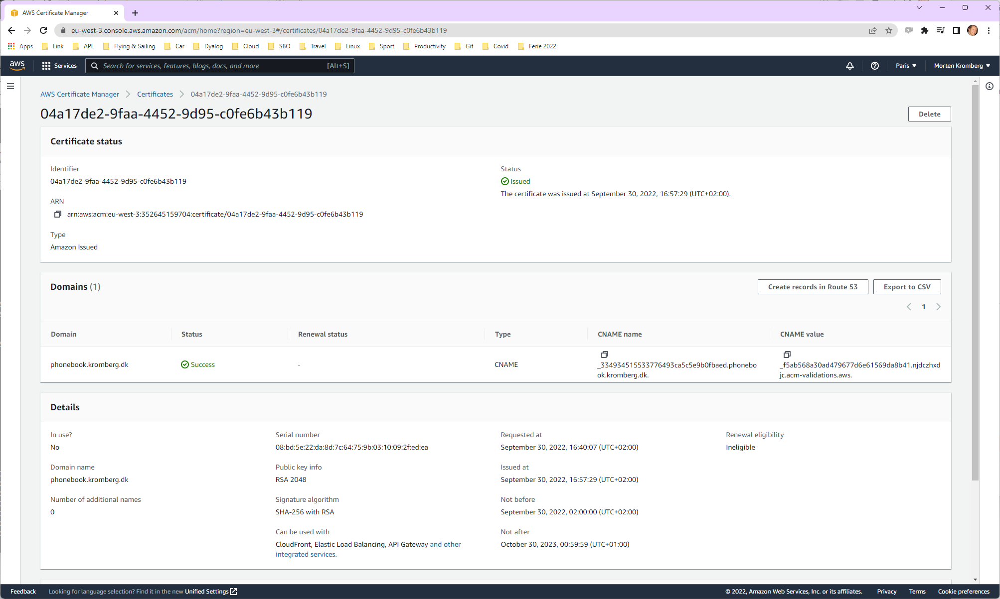 AWS Certificate Manager
eu-west-3.console.aws.amazon.com/acm/home?region=eu-west-3#/certificates/04a17de2-9faa-4452-9d95-c0fe6b43b119
Apps Link APL Flying & Sailing Car Dyalog Cloud SBO Travel Linux Sport Productivity Git Covid Ferie 2022
aws Services Search for services, features, blogs, docs, and more [Alt+S] Paris Morten Kromberg
AWS Certificate Manager Certificates 04a17de2-9faa-4452-9d95-c0fe6b43b119
04a17de2-9faa-4452-9d95-c0fe6b43b119
Delete
Certificate status
Identifier
04a17de2-9faa-4452-9d95-c0fe6b43b119
ARN
arn:aws:acm:eu-west-3:352645159704:certificate/04a17de2-9faa-4452-9d95-c0fe6b43b119
Type
Amazon Issued
Status
Issued
The certificate was issued at September 30, 2022, 16:57:29 (UTC+02:00).
Domains (1)
Create records in Route 53
Export to CSV
1
Domain Status Renewal status Type CNAME name CNAME value
phonebook.kromberg.dk Success - CNAME
_334934515533776493ca5c5e9b0fbaed.phonebo
ok.kromberg.dk.
_f5ab568a30ad479677d6e61569da8b41.njdczhxd
jc.acm-validations.aws.
Details
In use?
No
Domain name
phonebook.kromberg.dk
Number of additional names
0
Serial number
08:bd:5e:22:da:8d:7c:64:75:9b:03:10:09:2f:ed:ea
Public key info
RSA 2048
Signature algorithm
SHA-256 with RSA
Can be used with
CloudFront, Elastic Load Balancing, API Gateway and other
integrated services.
Requested at
September 30, 2022, 16:40:07 (UTC+02:00)
Issued at
September 30, 2022, 16:57:29 (UTC+02:00)
Not before
September 30, 2022, 02:00:00 (UTC+02:00)
Not after
October 30, 2023, 00:59:59 (UTC+01:00)
Renewal eligibility
Ineligible
Feedback Looking for language selection? Find it in the new Unified Settings © 2022, Amazon Web Services, Inc. or its affiliates. Privacy Terms Cookie preferences